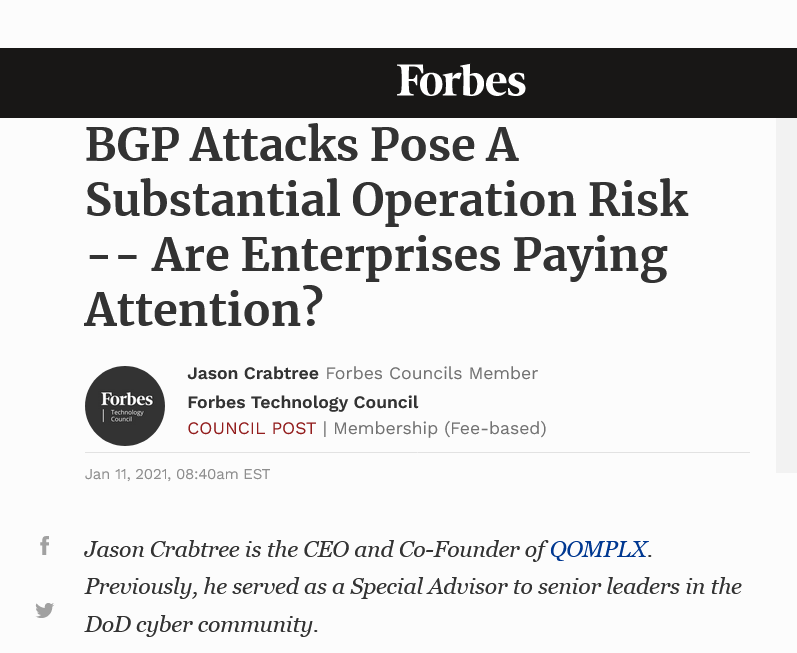 Forbes
BGP Attacks Pose A
Substantial Operation Risk
-- Are Enterprises Paying
Attention?
Forbes
Technology
Council
Jason Crabtree Forbes Councils Member
Forbes Technology Council
COUNCIL POST | Membership (Fee-based)
Jan 11, 2021, 08:40am EST
Jason Crabtree is the CEO and Co-Founder of QOMPLX.
Previously, he served as a Special Advisor to senior leaders in the
DoD cyber community.